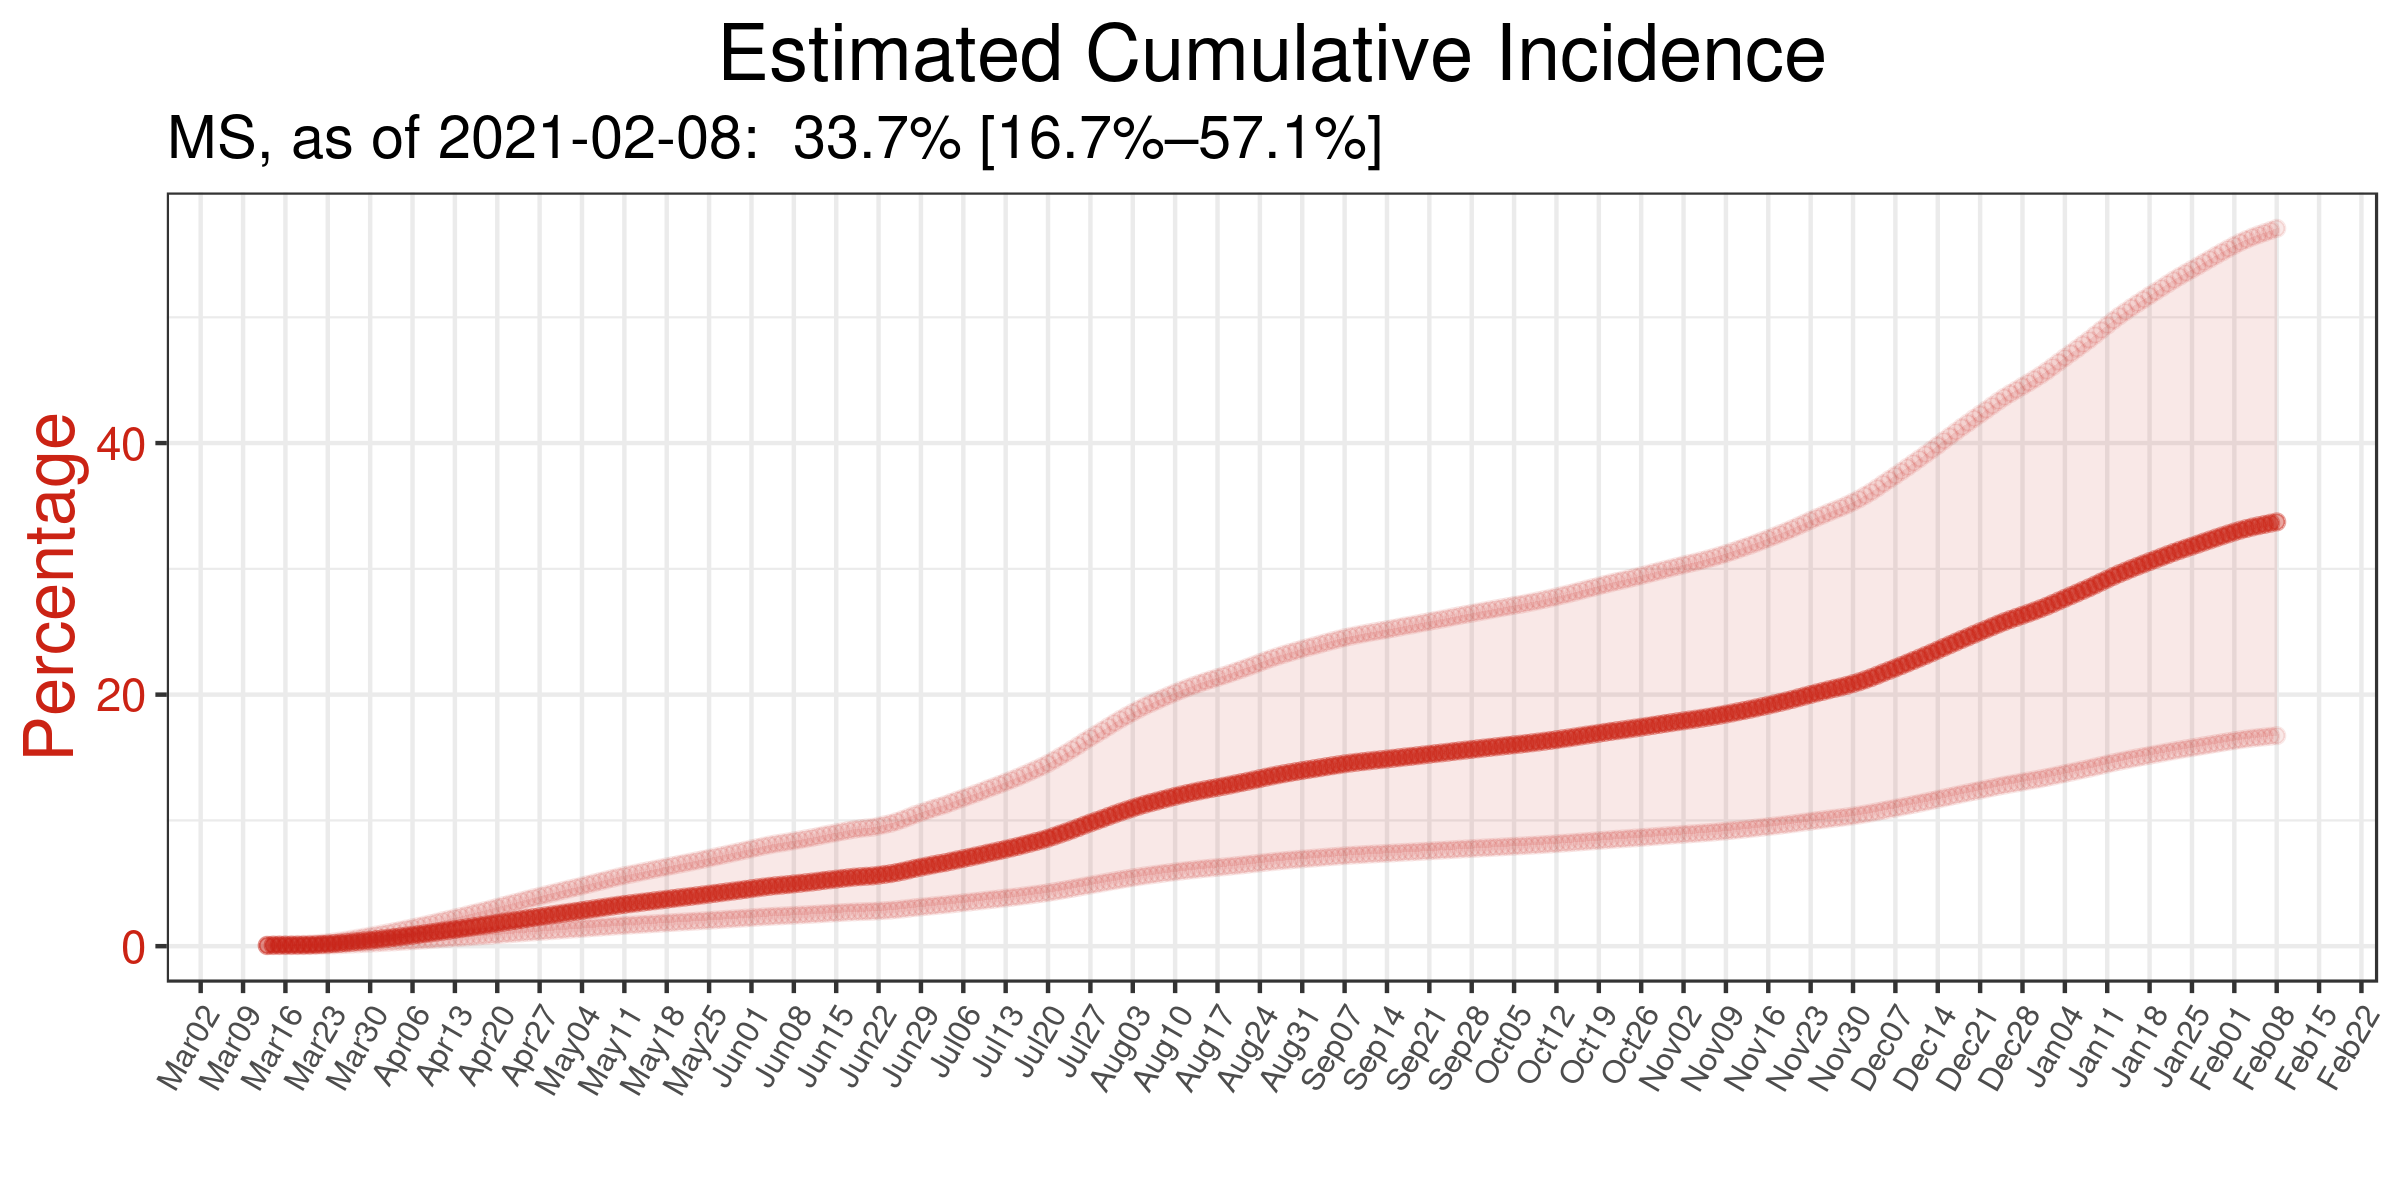 Estimated Cumulative Incidence
MS, as of 2021-02-08:  33.7% [16.7%–57.1%]
Percentage
40
20
0
Mar02
Mar09
Mar16
Mar23
Mar30
Apr06
Apr13
Apr20
Apr27
May04
May11
May18
May25
Jun01
Jun08
Jun15
Jun22
Jun29
Jul06
Jul13
Jul20
Jul27
Aug03
Aug10
Aug17
Aug24
Aug31
Sep07
Sep14
Sep21
Sep28
Oct05
Oct12
Oct19
Oct26
Nov02
Nov09
Nov16
Nov23
Nov30
Dec07
Dec14
Dec21
Dec28
Jan04
Jan11
Jan18
Jan25
Feb01
Feb08
Feb15
Feb22